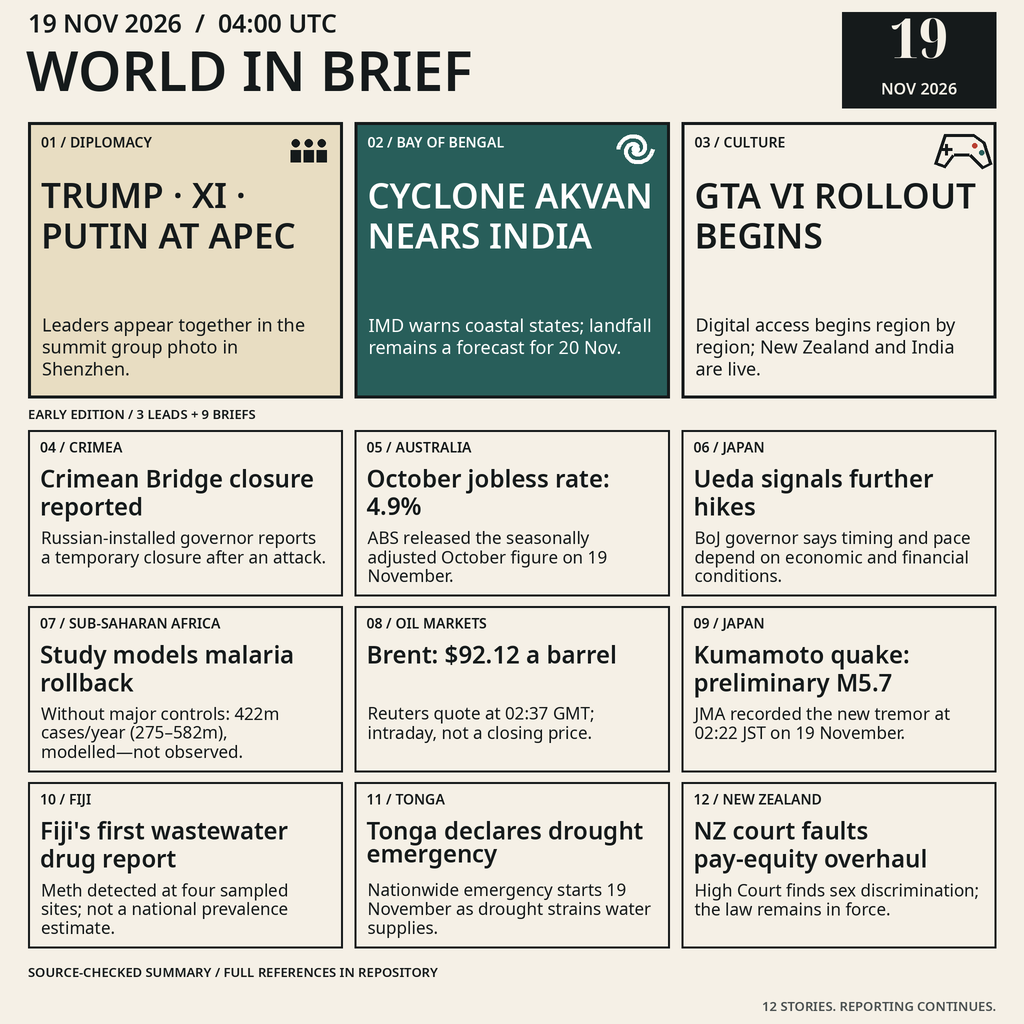 19 NOV 2026 / 04:00 UTC
WORLD IN BRIEF
19
NOV 2026
01 / DIPLOMACY
TRUMP · XI ·
PUTIN AT APEC
Leaders appear together in the
summit group photo in
Shenzhen.
02 / BAY OF BENGAL
CYCLONE AKVAN
NEARS INDIA
IMD warns coastal states; landfall
remains a forecast for 20 Nov.
03 / CULTURE
GTA VI ROLLOUT
BEGINS
Digital access begins region by
region; New Zealand and India
are live.
EARLY EDITION / 3 LEADS + 9 BRIEFS
04 / CRIMEA
Crimean Bridge closure
reported
Russian-installed governor reports
a temporary closure after an attack.
05 / AUSTRALIA
October jobless rate:
4.9%
ABS released the seasonally
adjusted October figure on 19
November.
06 / JAPAN
Ueda signals further
hikes
BoJ governor says timing and pace
depend on economic and financial
conditions.
07 / SUB-SAHARAN AFRICA
Study models malaria
rollback
Without major controls: 422m
cases/year (275–582m),
modelled—not observed.
08 / OIL MARKETS
Brent: $92.12 a barrel
Reuters quote at 02:37 GMT;
intraday, not a closing price.
09 / JAPAN
Kumamoto quake:
preliminary M5.7
JMA recorded the new tremor at
02:22 JST on 19 November.
10 / FIJI
Fiji's first wastewater
drug report
Meth detected at four sampled
sites; not a national prevalence
estimate.
11 / TONGA
Tonga declares drought
emergency
Nationwide emergency starts 19
November as drought strains water
supplies.
12 / NEW ZEALAND
NZ court faults
pay-equity overhaul
High Court finds sex discrimination;
the law remains in force.
SOURCE-CHECKED SUMMARY / FULL REFERENCES IN REPOSITORY
12 STORIES. REPORTING CONTINUES.